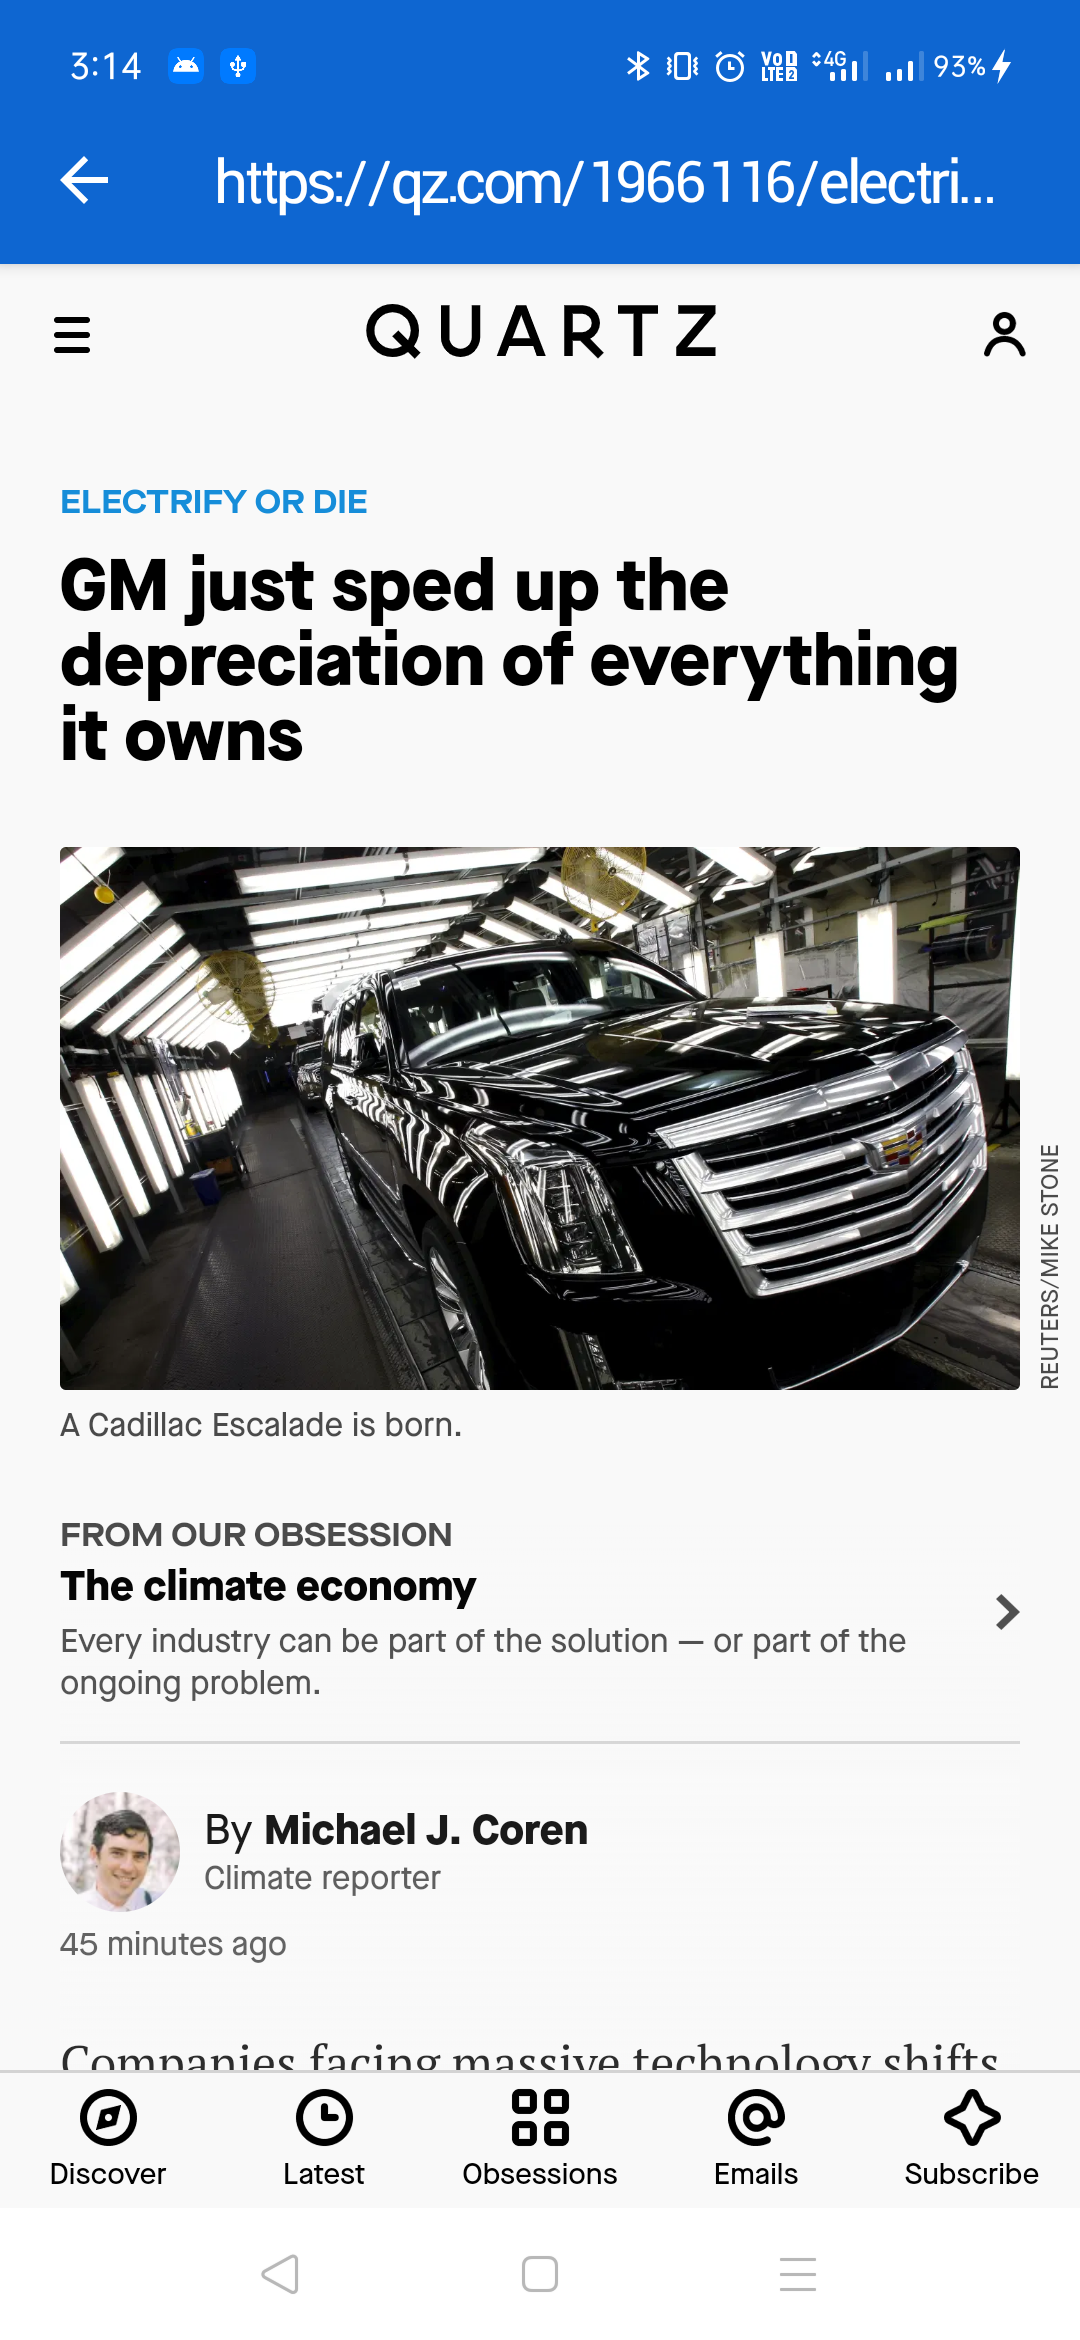 3:14
VoD LTE2 4G 93%
https://qz.com/1966116/electri...
QUARTZ
ELECTRIFY OR DIE
GM just sped up the
depreciation of everything
it owns
REUTERS/MIKE STONE
A Cadillac Escalade is born.
FROM OUR OBSESSION
The climate economy
Every industry can be part of the solution — or part of the
ongoing problem.
By Michael J. Coren
Climate reporter
45 minutes ago
Companies facing massive technology shifts
Discover Latest Obsessions Emails Subscribe